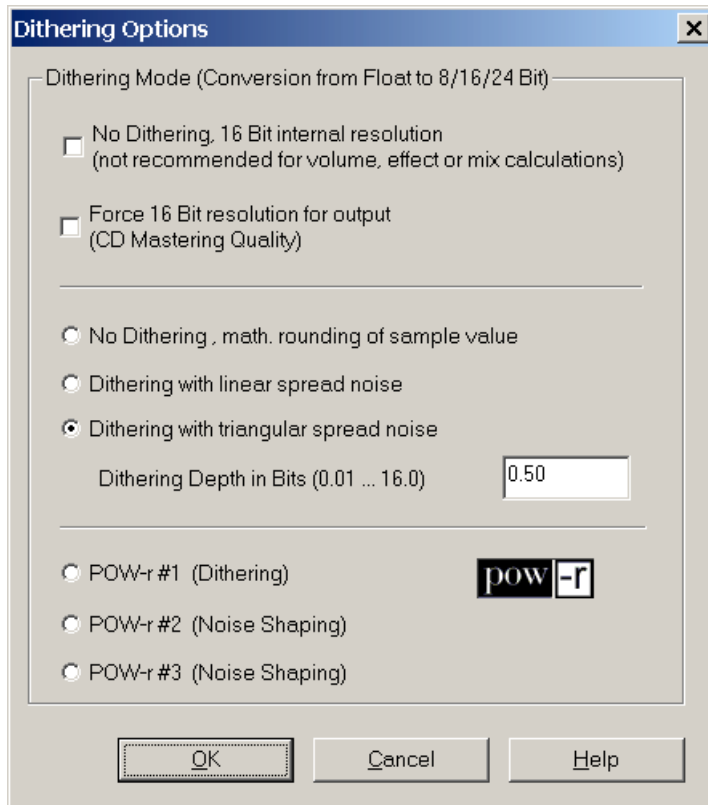 Dithering Options
Dithering Mode (Conversion from Float to 8/16/24 Bit)
No Dithering, 16 Bit internal resolution
(not recommended for volume, effect or mix calculations)
Force 16 Bit resolution for output
(CD Mastering Quality)
No Dithering , math. rounding of sample value
Dithering with linear spread noise
Dithering with triangular spread noise
Dithering Depth in Bits (0.01 ... 16.0) 0.50
POW-r #1 (Dithering) pow-r
POW-r #2 (Noise Shaping)
POW-r #3 (Noise Shaping)
OK Cancel Help